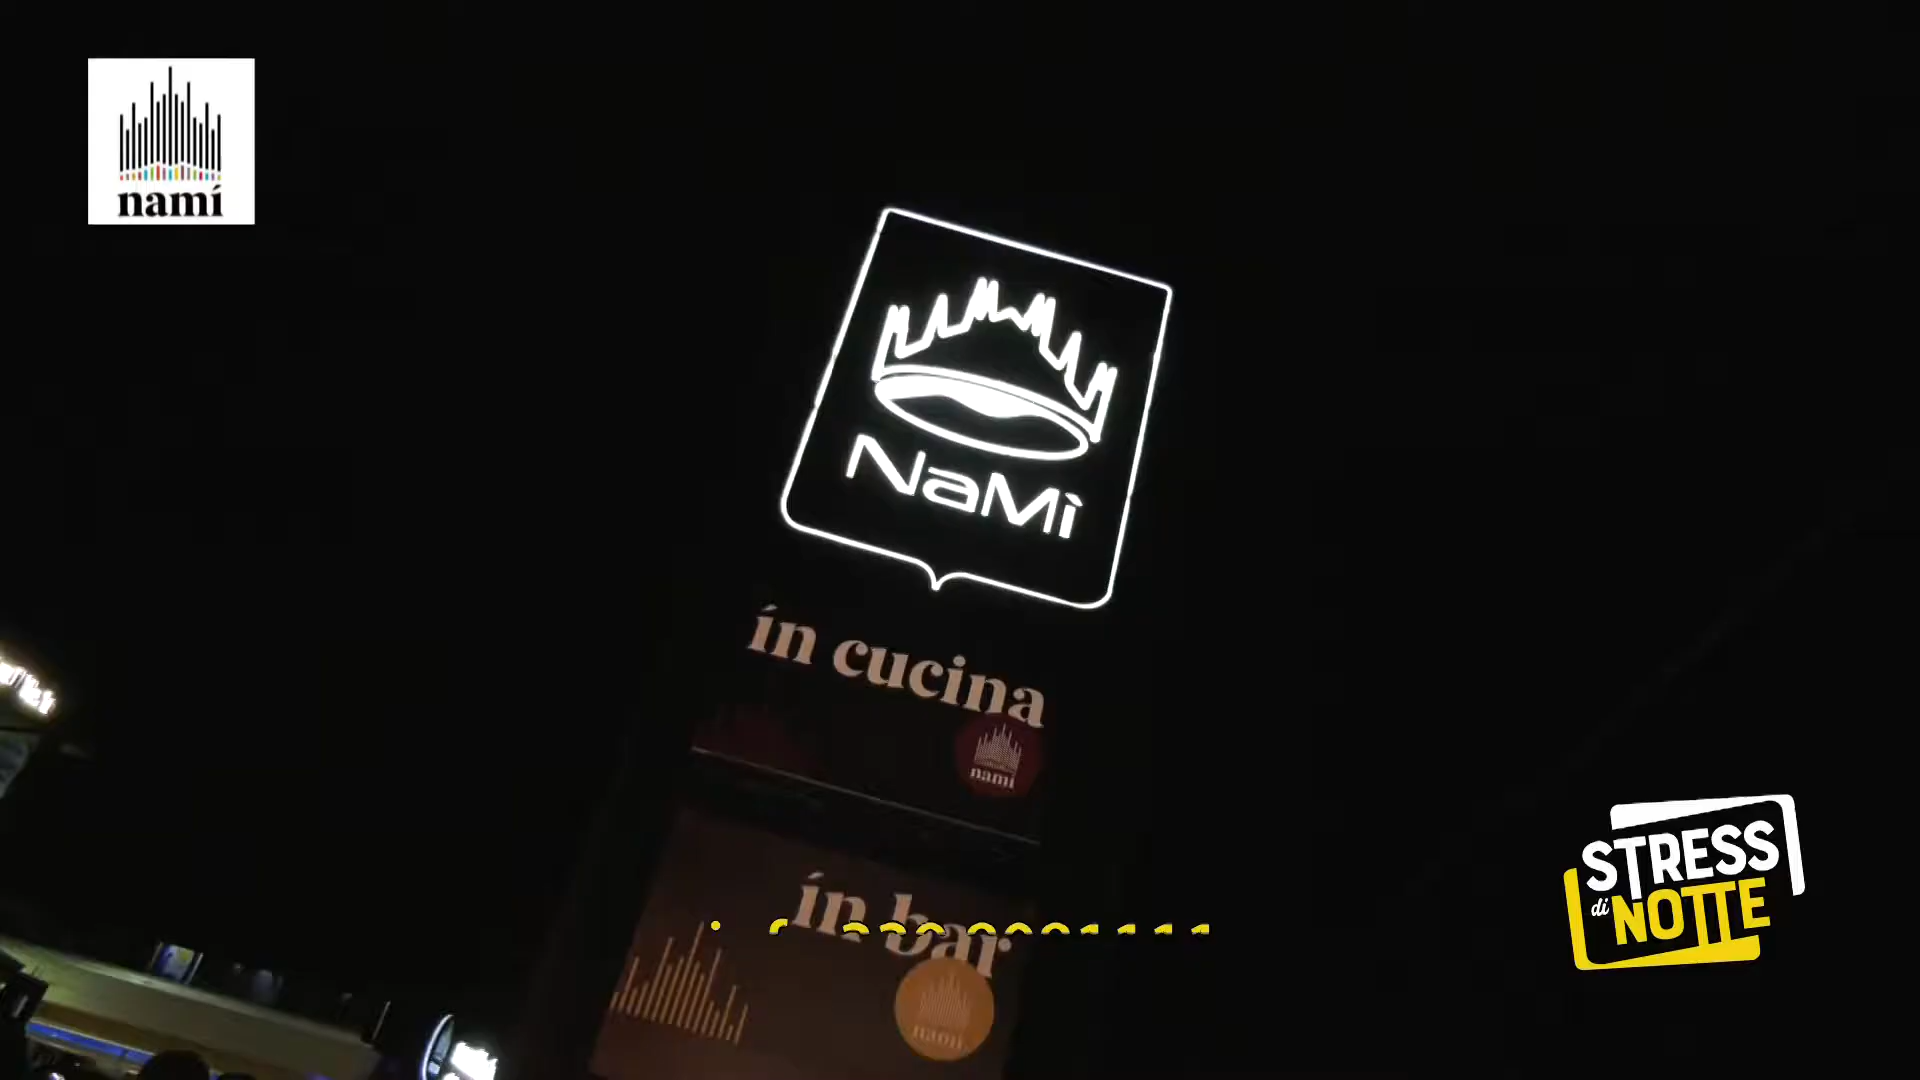 namí
NaMì
ín cucina
namí
ín bar
namí
STRESS
di NOTTE